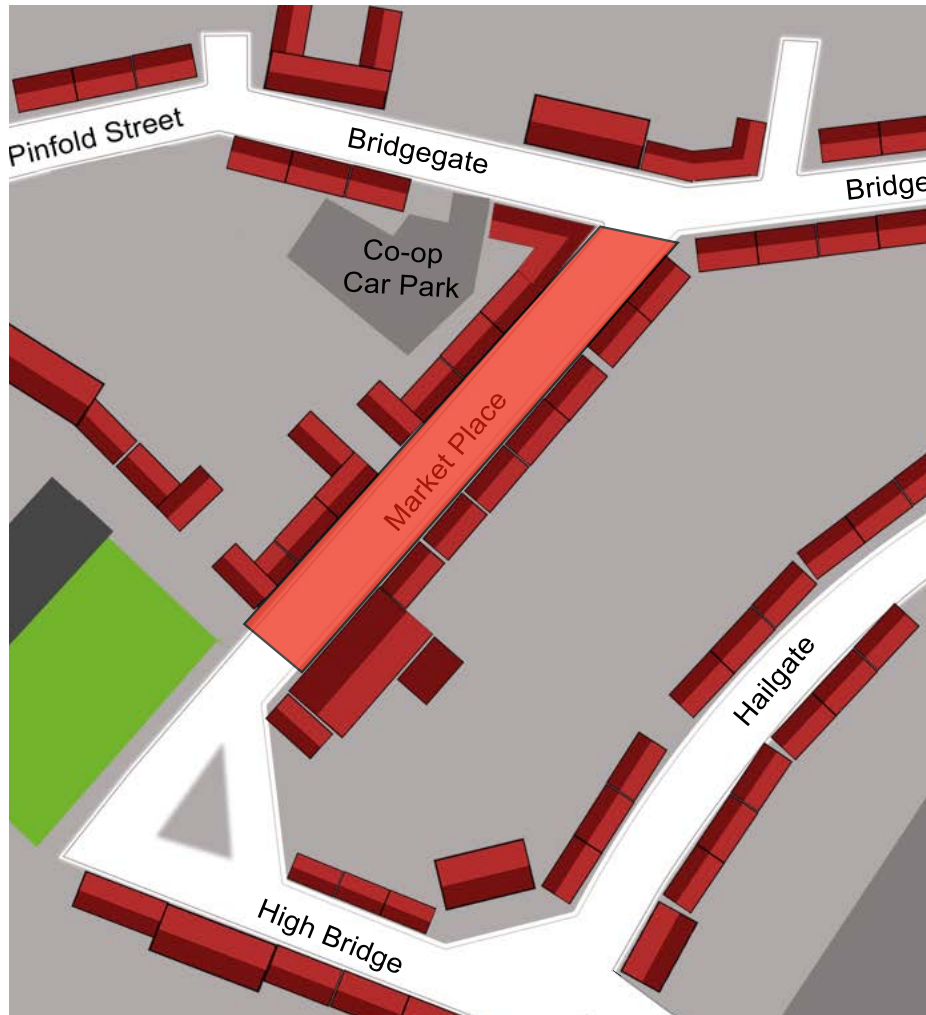 Pinfold Street
Bridgegate
Bridge
Co-op
Car Park
Market Place
Hailgate
High Bridge